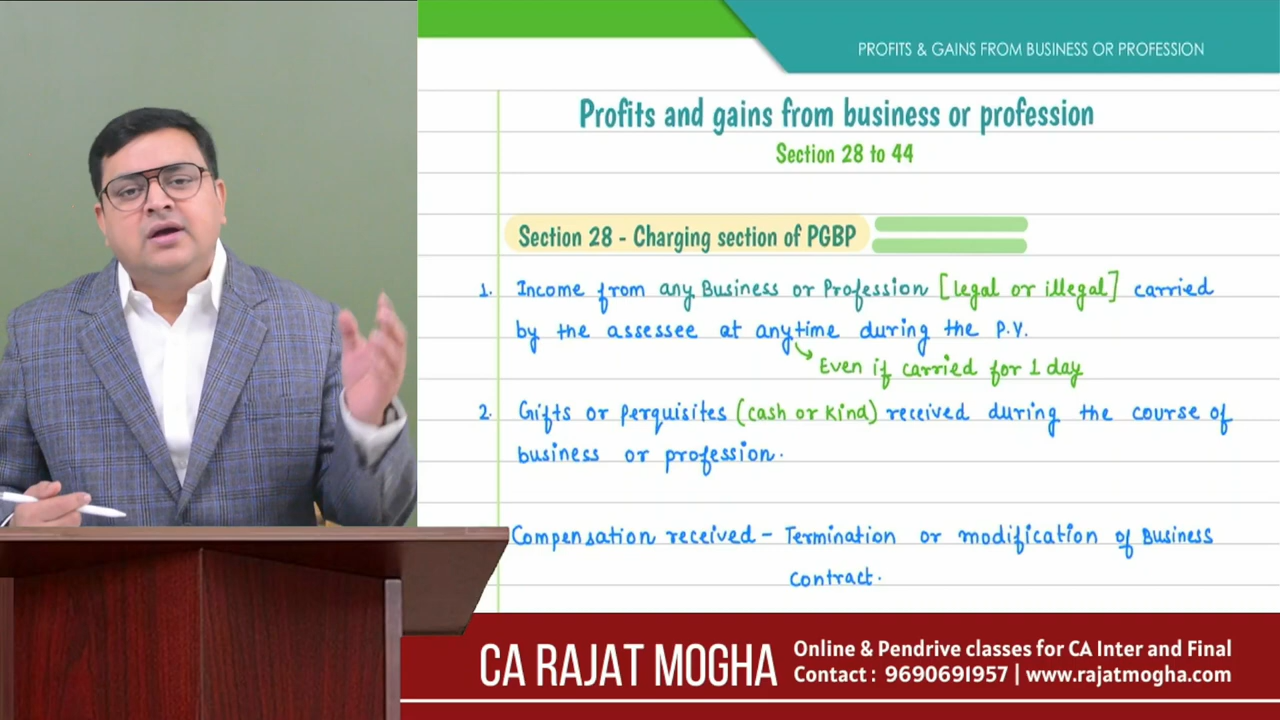 PROFITS & GAINS FROM BUSINESS OR PROFESSION
Profits and gains from business or profession
Section 28 to 44
Section 28 - Charging section of PGBP
1. Income from any Business or Profession [legal or illegal] carried
by the assessee at anytime during the P.Y.
Even if carried for 1 day
2. Gifts or perquisites (cash or kind) received during the course of
business or profession.
Compensation received - Termination or modification of Business
contract.
CA RAJAT MOGHA
Online & Pendrive classes for CA Inter and Final
Contact : 9690691957 | www.rajatmogha.com